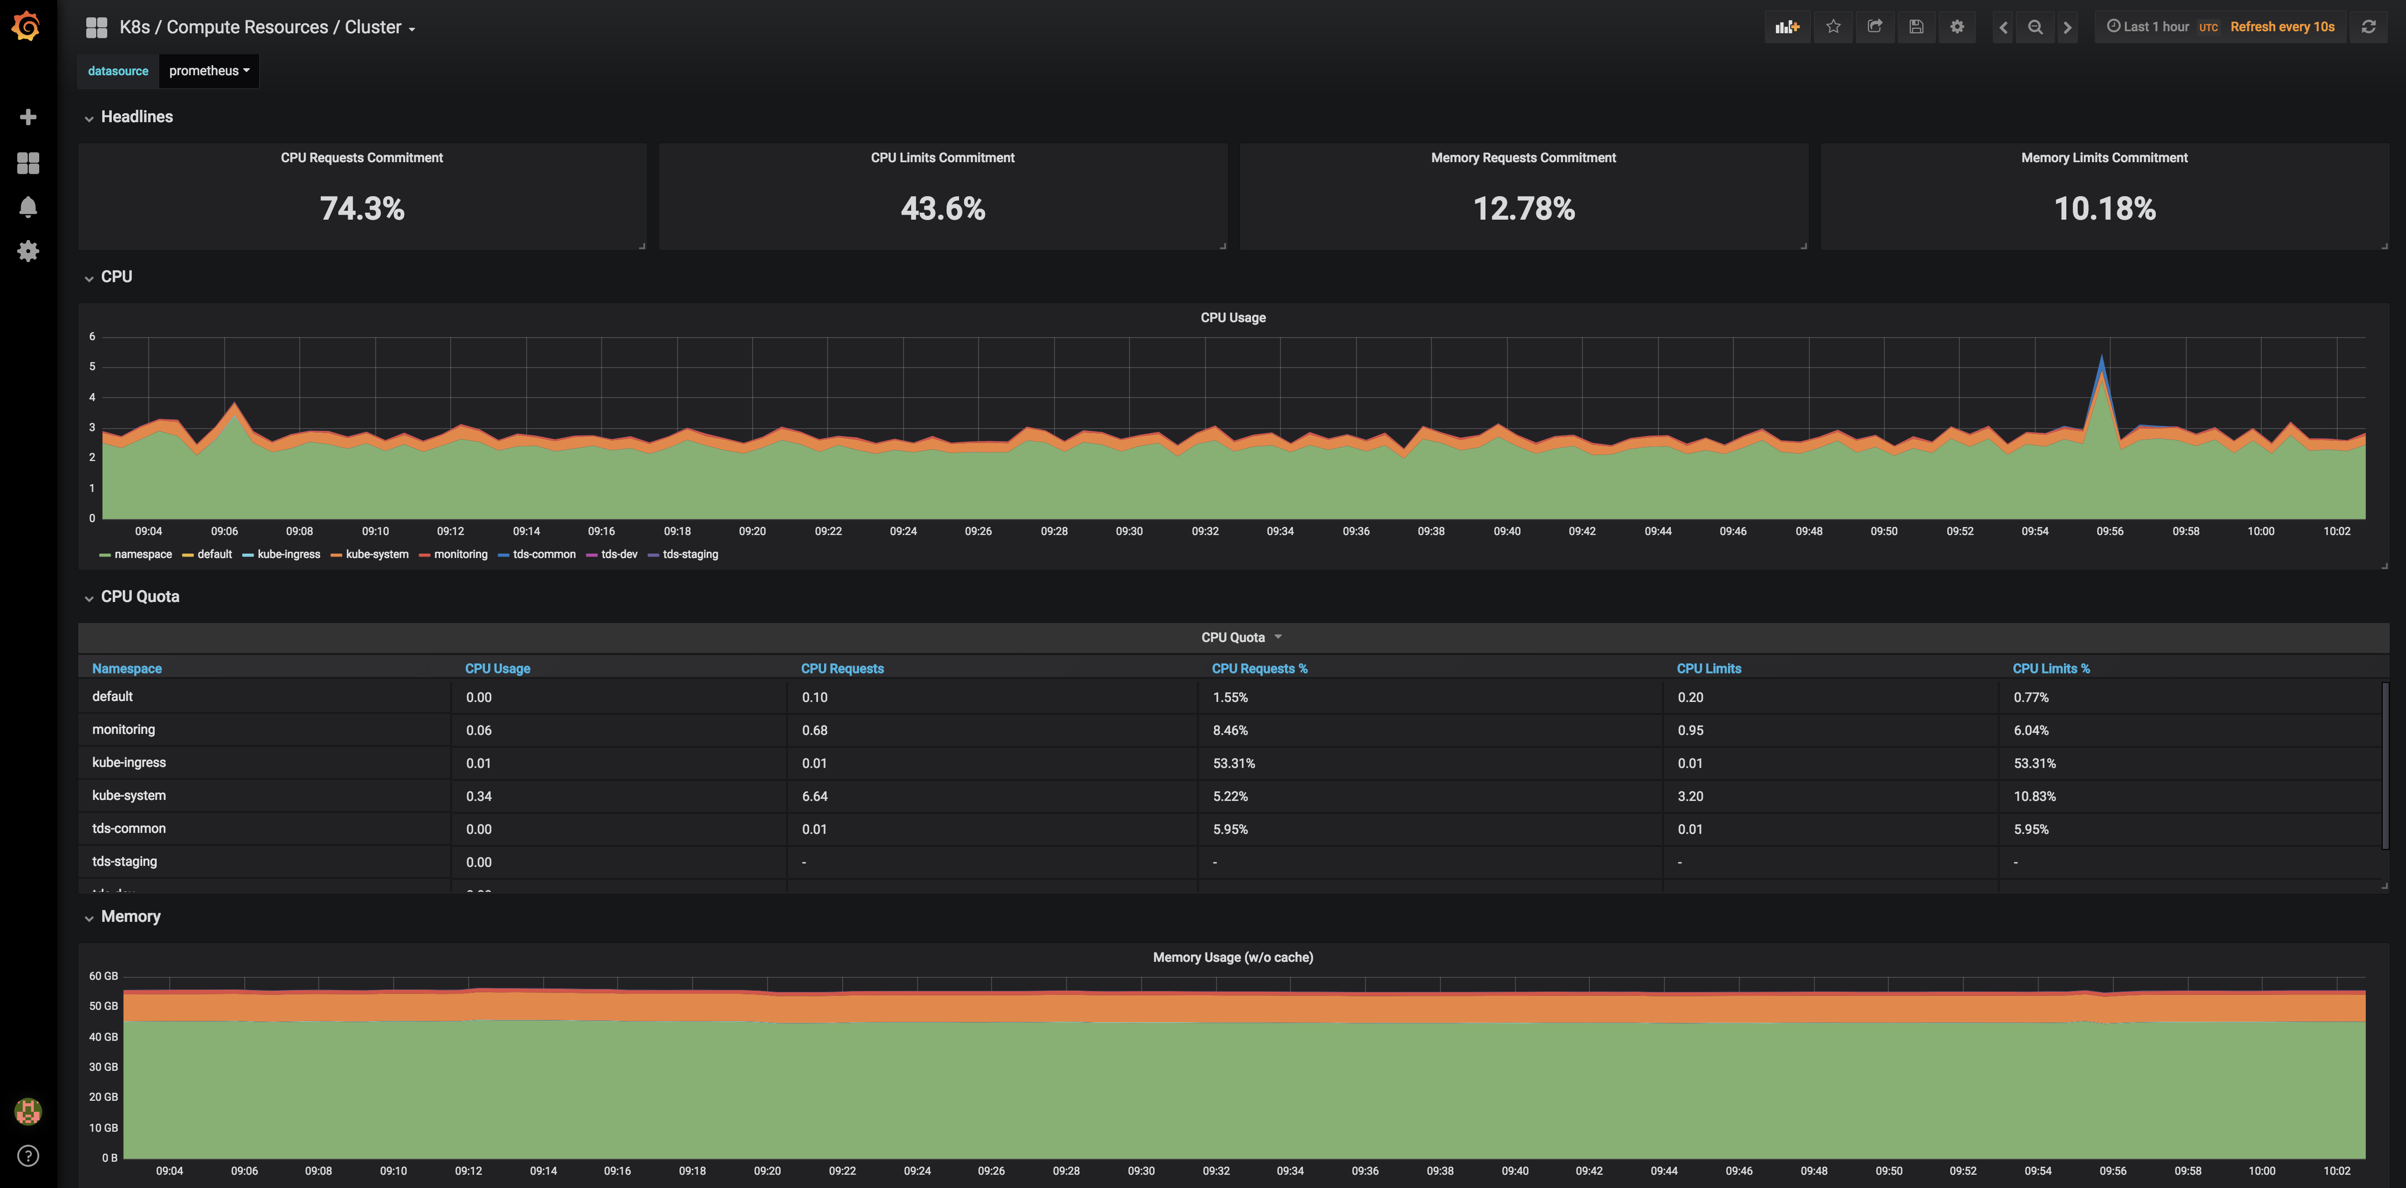 K8s / Compute Resources / Cluster
Last 1 hour UTC Refresh every 10s
datasource prometheus
Headlines
CPU Requests Commitment
74.3%
CPU Limits Commitment
43.6%
Memory Requests Commitment
12.78%
Memory Limits Commitment
10.18%
CPU
CPU Usage
6
5
4
3
2
1
0
09:04 09:06 09:08 09:10 09:12 09:14 09:16 09:18 09:20 09:22 09:24 09:26 09:28 09:30 09:32 09:34 09:36 09:38 09:40 09:42 09:44 09:46 09:48 09:50 09:52 09:54 09:56 09:58 10:00 10:02
namespace default kube-ingress kube-system monitoring tds-common tds-dev tds-staging
CPU Quota
CPU Quota
Namespace CPU Usage CPU Requests CPU Requests % CPU Limits CPU Limits %
default 0.00 0.10 1.55% 0.20 0.77%
monitoring 0.06 0.68 8.46% 0.95 6.04%
kube-ingress 0.01 0.01 53.31% 0.01 53.31%
kube-system 0.34 6.64 5.22% 3.20 10.83%
tds-common 0.00 0.01 5.95% 0.01 5.95%
tds-staging 0.00 - - - -
Memory
Memory Usage (w/o cache)
60 GB
50 GB
40 GB
30 GB
20 GB
10 GB
0 B
09:04 09:06 09:08 09:10 09:12 09:14 09:16 09:18 09:20 09:22 09:24 09:26 09:28 09:30 09:32 09:34 09:36 09:38 09:40 09:42 09:44 09:46 09:48 09:50 09:52 09:54 09:56 09:58 10:00 10:02